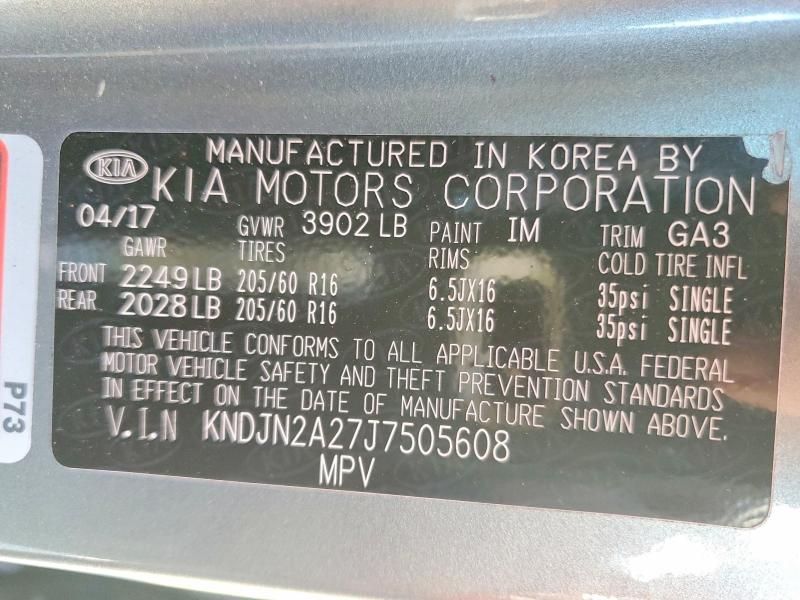 MANUFACTURED IN KOREA BY
KIA KIA MOTORS CORPORATION
04/17 GVWR 3902 LB PAINT IM TRIM GA3
GAWR TIRES RIMS COLD TIRE INFL
FRONT 2249 LB 205/60 R16 6.5JX16 35psi SINGLE
REAR 2028 LB 205/60 R16 6.5JX16 35psi SINGLE
THIS VEHICLE CONFORMS TO ALL APPLICABLE U.S.A. FEDERAL
MOTOR VEHICLE SAFETY AND THEFT PREVENTION STANDARDS
IN EFFECT ON THE DATE OF MANUFACTURE SHOWN ABOVE.
V.I.N KNDJN2A27J7505608
MPV
P73